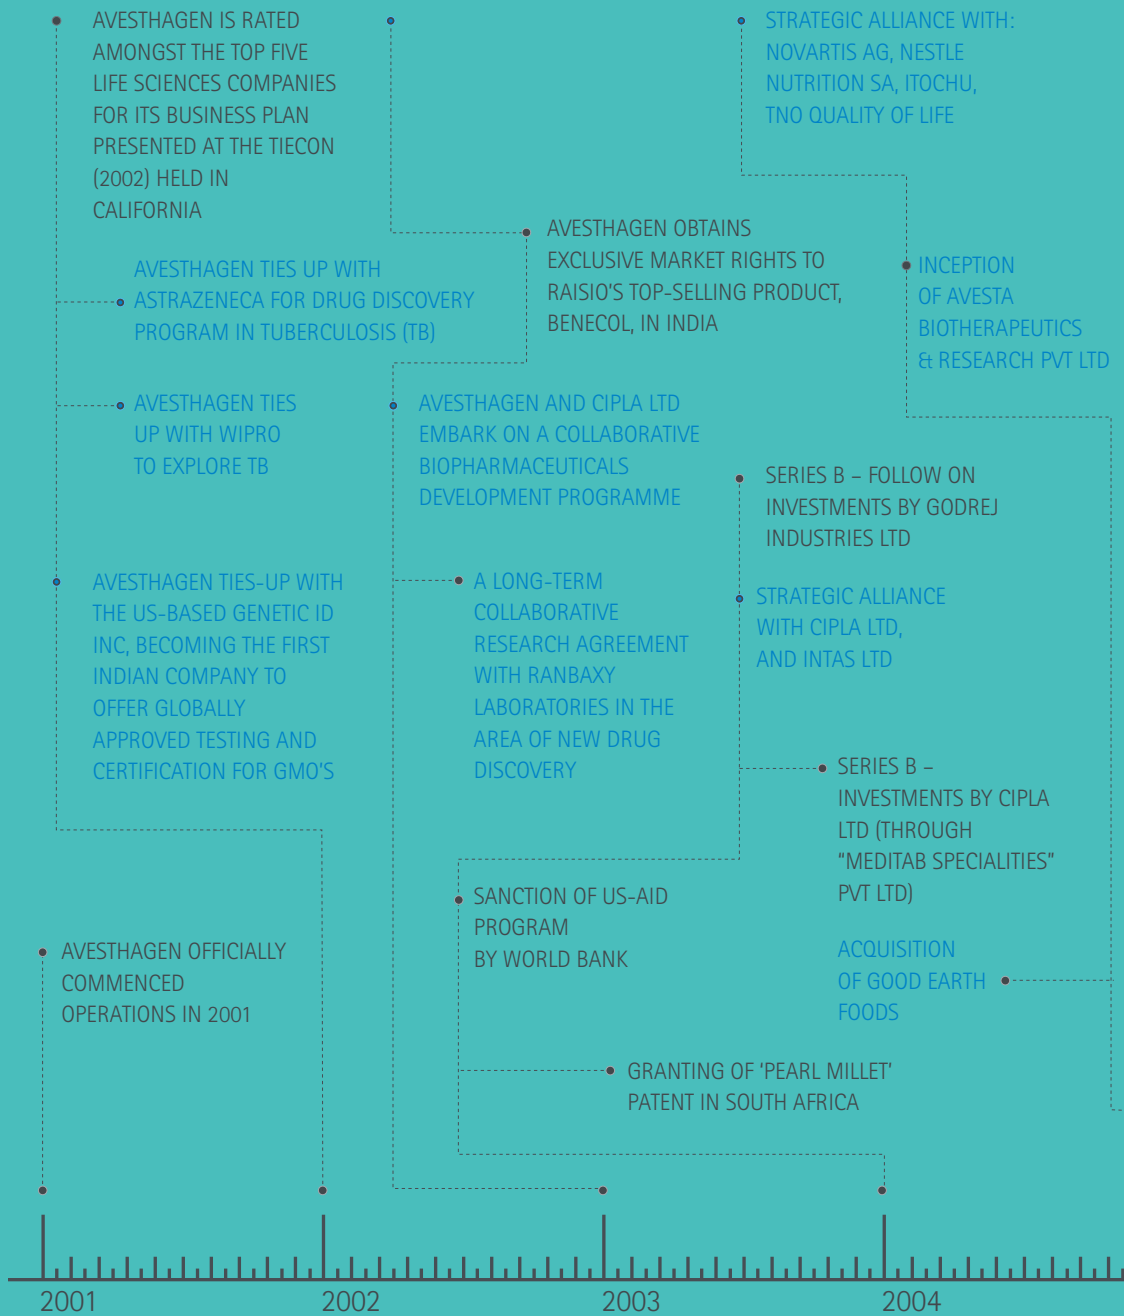 AVESTHAGEN IS RATED
AMONGST THE TOP FIVE
LIFE SCIENCES COMPANIES
FOR ITS BUSINESS PLAN
PRESENTED AT THE TIECON
(2002) HELD IN
CALIFORNIA
AVESTHAGEN TIES UP WITH
ASTRAZENECA FOR DRUG DISCOVERY
PROGRAM IN TUBERCULOSIS (TB)
AVESTHAGEN TIES
UP WITH WIPRO
TO EXPLORE TB
AVESTHAGEN TIES-UP WITH
THE US-BASED GENETIC ID
INC, BECOMING THE FIRST
INDIAN COMPANY TO
OFFER GLOBALLY
APPROVED TESTING AND
CERTIFICATION FOR GMO'S
AVESTHAGEN OFFICIALLY
COMMENCED
OPERATIONS IN 2001
AVESTHAGEN OBTAINS
EXCLUSIVE MARKET RIGHTS TO
RAISIO'S TOP-SELLING PRODUCT,
BENECOL, IN INDIA
AVESTHAGEN AND CIPLA LTD
EMBARK ON A COLLABORATIVE
BIOPHARMACEUTICALS
DEVELOPMENT PROGRAMME
A LONG-TERM
COLLABORATIVE
RESEARCH AGREEMENT
WITH RANBAXY
LABORATORIES IN THE
AREA OF NEW DRUG
DISCOVERY
SANCTION OF US-AID
PROGRAM
BY WORLD BANK
GRANTING OF ‘PEARL MILLET’
PATENT IN SOUTH AFRICA
STRATEGIC ALLIANCE WITH:
NOVARTIS AG, NESTLE
NUTRITION SA, ITOCHU,
TNO QUALITY OF LIFE
INCEPTION
OF AVESTA
BIOTHERAPEUTICS
& RESEARCH PVT LTD
SERIES B – FOLLOW ON
INVESTMENTS BY GODREJ
INDUSTRIES LTD
STRATEGIC ALLIANCE
WITH CIPLA LTD,
AND INTAS LTD
SERIES B –
INVESTMENTS BY CIPLA
LTD (THROUGH
“MEDITAB SPECIALITIES”
PVT LTD)
ACQUISITION
OF GOOD EARTH
FOODS
2001
2002
2003
2004